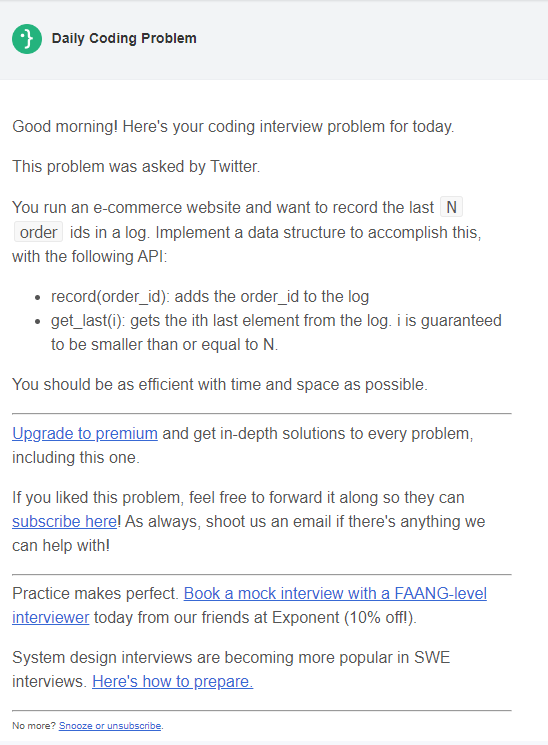 Daily Coding Problem
Good morning! Here's your coding interview problem for today.
This problem was asked by Twitter.
You run an e-commerce website and want to record the last N
order ids in a log. Implement a data structure to accomplish this,
with the following API:
• record(order_id): adds the order_id to the log
• get_last(i): gets the ith last element from the log. i is guaranteed
to be smaller than or equal to N.
You should be as efficient with time and space as possible.
Upgrade to premium and get in-depth solutions to every problem,
including this one.
If you liked this problem, feel free to forward it along so they can
subscribe here! As always, shoot us an email if there's anything we
can help with!
Practice makes perfect. Book a mock interview with a FAANG-level
interviewer today from our friends at Exponent (10% off!).
System design interviews are becoming more popular in SWE
interviews. Here's how to prepare.
No more? Snooze or unsubscribe.